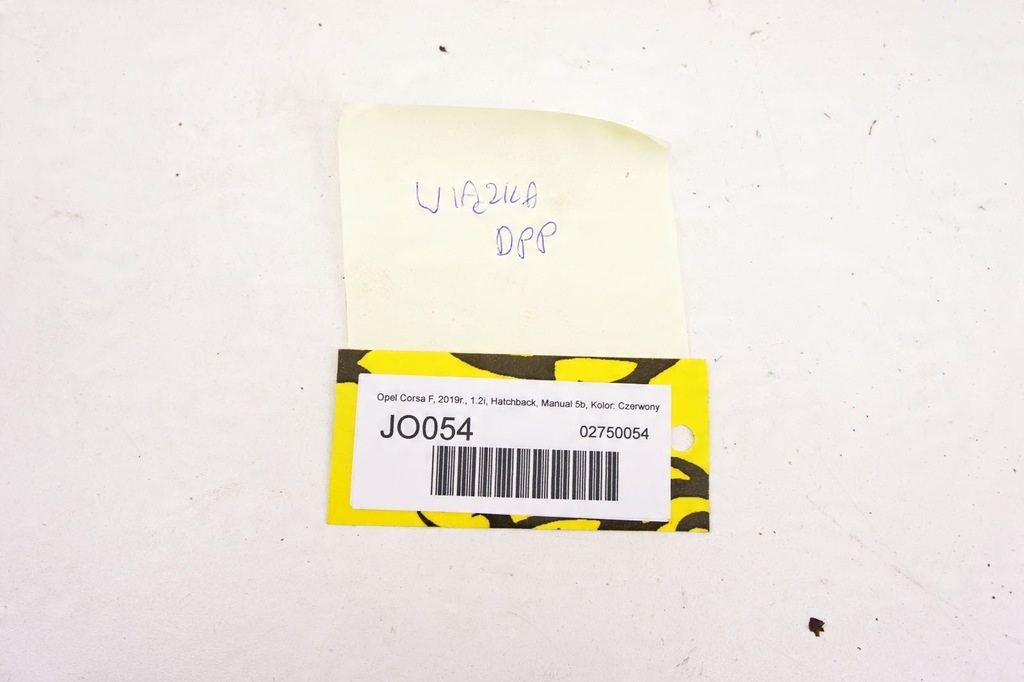 WIĄZKA
DPP
Opel Corsa F, 2019r., 1.2i, Hatchback, Manual 5b, Kolor: Czerwony
JO054
02750054